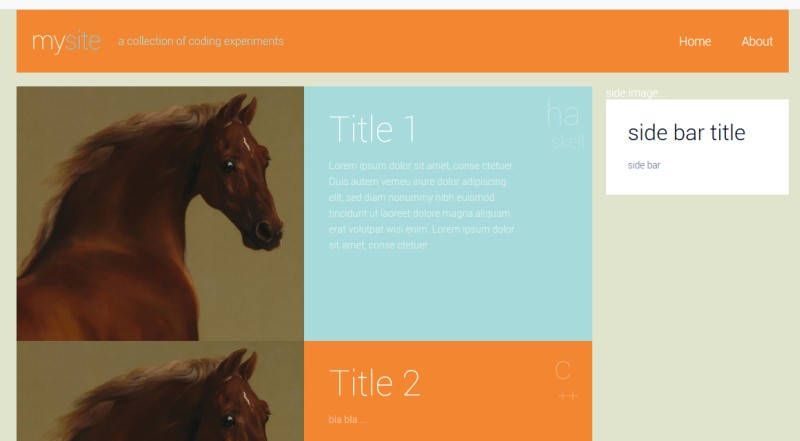 mysite a collection of coding experiments Home About
Title 1
ha
skell
Lorem ipsum dolor sit amet, conse ctetuer.
Duis autem verneu inure dolor adipiscing
elit, sed diam nonummy nibh euismod
tincidunt ut laoreet dolore magna aliquam
erat volutpat wisi enim. Lorem ipsum dolor
sit amet, conse ctetuer.
Title 2
C
++
bla bla ...
side image...
side bar title
side bar